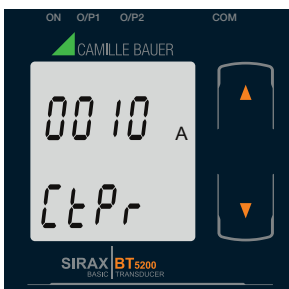 ON O/P1 O/P2 COM
CAMILLE BAUER
0010 A
CtPr
SIRAX BT5200
BASIC TRANSDUCER